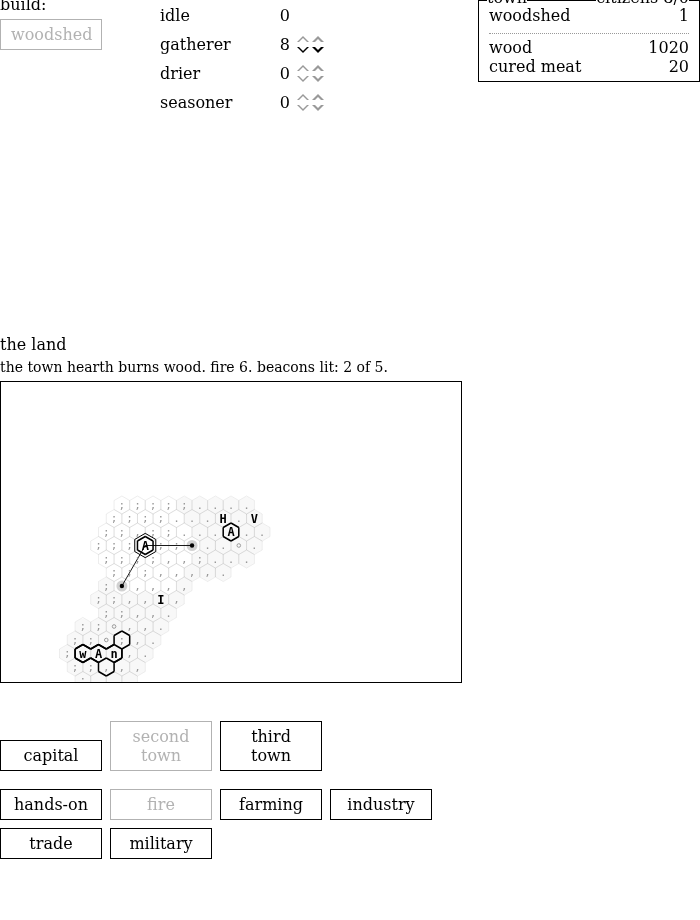 build:
woodshed
idle 0
gatherer 8
drier 0
seasoner 0
woodshed 1
wood 1020
cured meat 20
the land
the town hearth burns wood. fire 6. beacons lit: 2 of 5.
H V
A
A
I
w A n
capital
second town
third town
hands-on
fire
farming
industry
trade
military